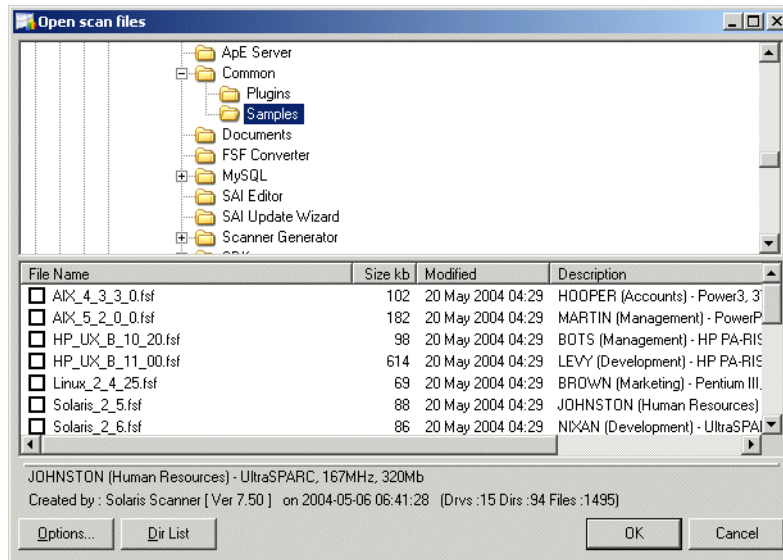 Open scan files
ApE Server
Common
Plugins
Samples
Documents
FSF Converter
MySQL
SAI Editor
SAI Update Wizard
Scanner Generator
File Name Size kb Modified Description
AIX_4_3_3_0.fsf 102 20 May 2004 04:29 HOOPER (Accounts) - Power3, 3
AIX_5_2_0_0.fsf 182 20 May 2004 04:29 MARTIN (Management) - PowerP
HP_UX_B_10_20.fsf 98 20 May 2004 04:29 BOTS (Management) - HP PA-RIS
HP_UX_B_11_00.fsf 614 20 May 2004 04:29 LEVY (Development) - HP PA-RIS
Linux_2_4_25.fsf 69 20 May 2004 04:29 BROWN (Marketing) - Pentium III,
Solaris_2_5.fsf 88 20 May 2004 04:29 JOHNSTON (Human Resources)
Solaris_2_6.fsf 86 20 May 2004 04:29 NIXAN (Development) - UltraSPA
JOHNSTON (Human Resources) - UltraSPARC, 167MHz, 320Mb
Created by : Solaris Scanner [ Ver 7.50 ] on 2004-05-06 06:41:28 (Drvs :15 Dirs :94 Files :1495)
Options... Dir List OK Cancel